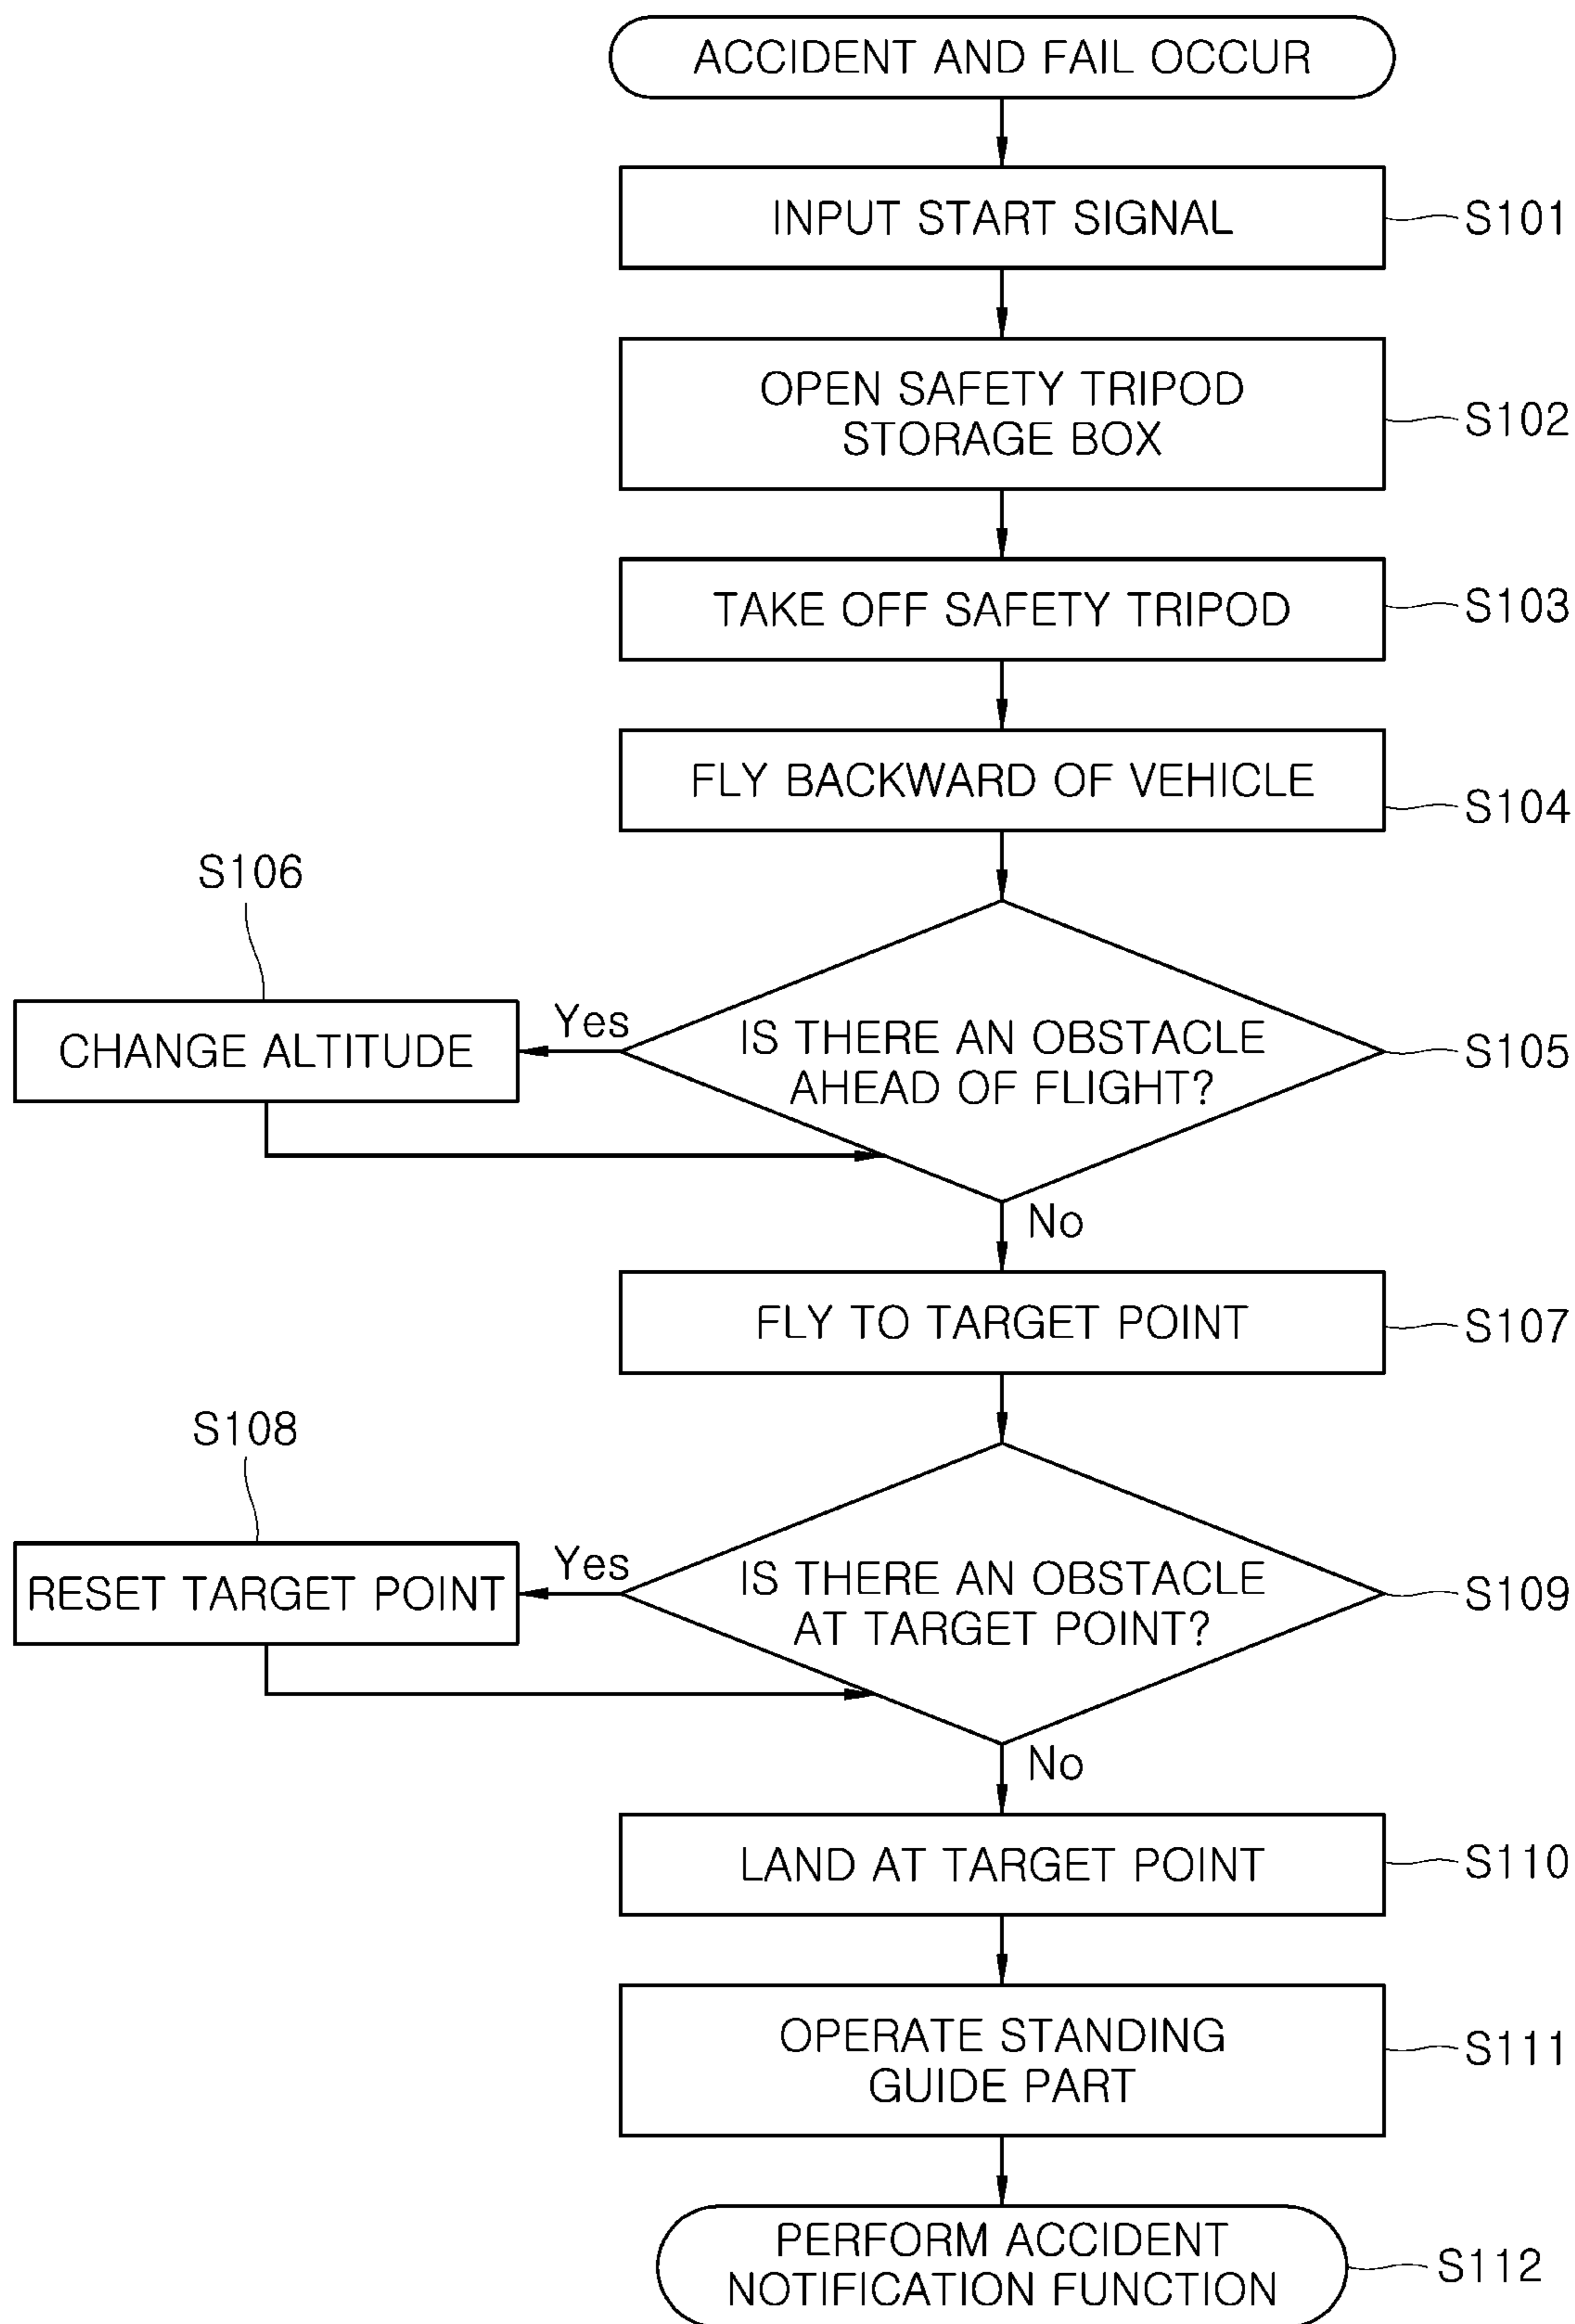 ACCIDENT AND FAIL OCCUR
INPUT START SIGNAL
S101
OPEN SAFETY TRIPOD
STORAGE BOX
S102
TAKE OFF SAFETY TRIPOD
S103
FLY BACKWARD OF VEHICLE
S104
S106
CHANGE ALTITUDE
Yes
IS THERE AN OBSTACLE
AHEAD OF FLIGHT?
S105
No
FLY TO TARGET POINT
S107
S108
RESET TARGET POINT
Yes
IS THERE AN OBSTACLE
AT TARGET POINT?
S109
No
LAND AT TARGET POINT
S110
OPERATE STANDING
GUIDE PART
S111
PERFORM ACCIDENT
NOTIFICATION FUNCTION
S112